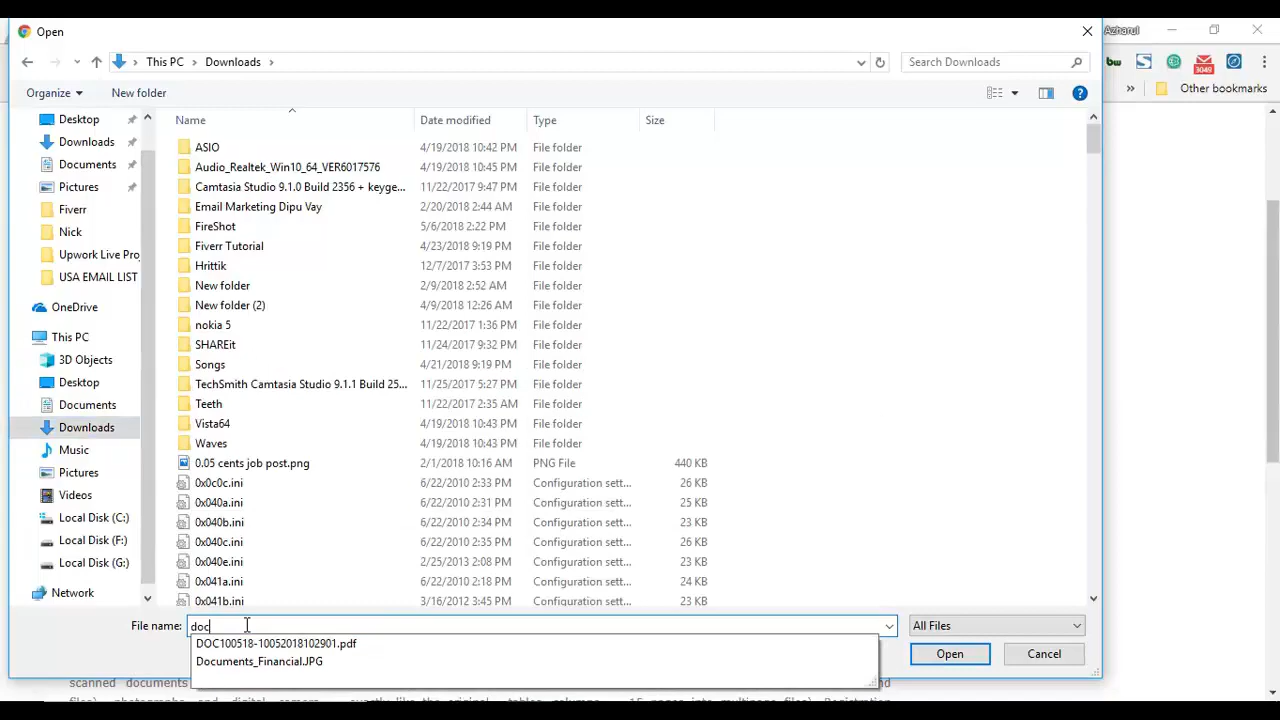 Open
Azharul
This PC Downloads
Search Downloads
3049
Organize New folder
Other bookmarks
Name Date modified Type Size
Desktop
Downloads
Documents
Pictures
Fiverr
Nick
Upwork Live Pro
USA EMAIL LIST
OneDrive
This PC
3D Objects
Desktop
Documents
Downloads
Music
Pictures
Videos
Local Disk (C:)
Local Disk (F:)
Local Disk (G:)
Network
ASIO 4/19/2018 10:42 PM File folder
Audio_Realtek_Win10_64_VER6017576 4/19/2018 10:45 PM File folder
Camtasia Studio 9.1.0 Build 2356 + keyge... 11/22/2017 9:47 PM File folder
Email Marketing Dipu Vay 2/20/2018 2:44 AM File folder
FireShot 5/6/2018 2:22 PM File folder
Fiverr Tutorial 4/23/2018 9:19 PM File folder
Hrittik 12/7/2017 3:53 PM File folder
New folder 2/9/2018 2:52 AM File folder
New folder (2) 4/9/2018 12:26 AM File folder
nokia 5 11/22/2017 1:36 PM File folder
SHAREit 11/24/2017 9:32 PM File folder
Songs 4/21/2018 9:19 PM File folder
TechSmith Camtasia Studio 9.1.1 Build 25... 11/25/2017 5:27 PM File folder
Teeth 11/22/2017 2:35 AM File folder
Vista64 4/19/2018 10:43 PM File folder
Waves 4/19/2018 10:43 PM File folder
0.05 cents job post.png 2/1/2018 10:16 AM PNG File 440 KB
0x0c0c.ini 6/22/2010 2:33 PM Configuration sett... 26 KB
0x040a.ini 6/22/2010 2:31 PM Configuration sett... 25 KB
0x040b.ini 6/22/2010 2:34 PM Configuration sett... 23 KB
0x040c.ini 6/22/2010 2:35 PM Configuration sett... 26 KB
0x040e.ini 2/25/2013 2:08 PM Configuration sett... 23 KB
0x041a.ini 6/22/2010 2:18 PM Configuration sett... 24 KB
0x041b.ini 3/16/2012 3:45 PM Configuration sett... 23 KB
File name: doc All Files
DOC100518-10052018102901.pdf
Documents_Financial.JPG
Open Cancel
scanned documents